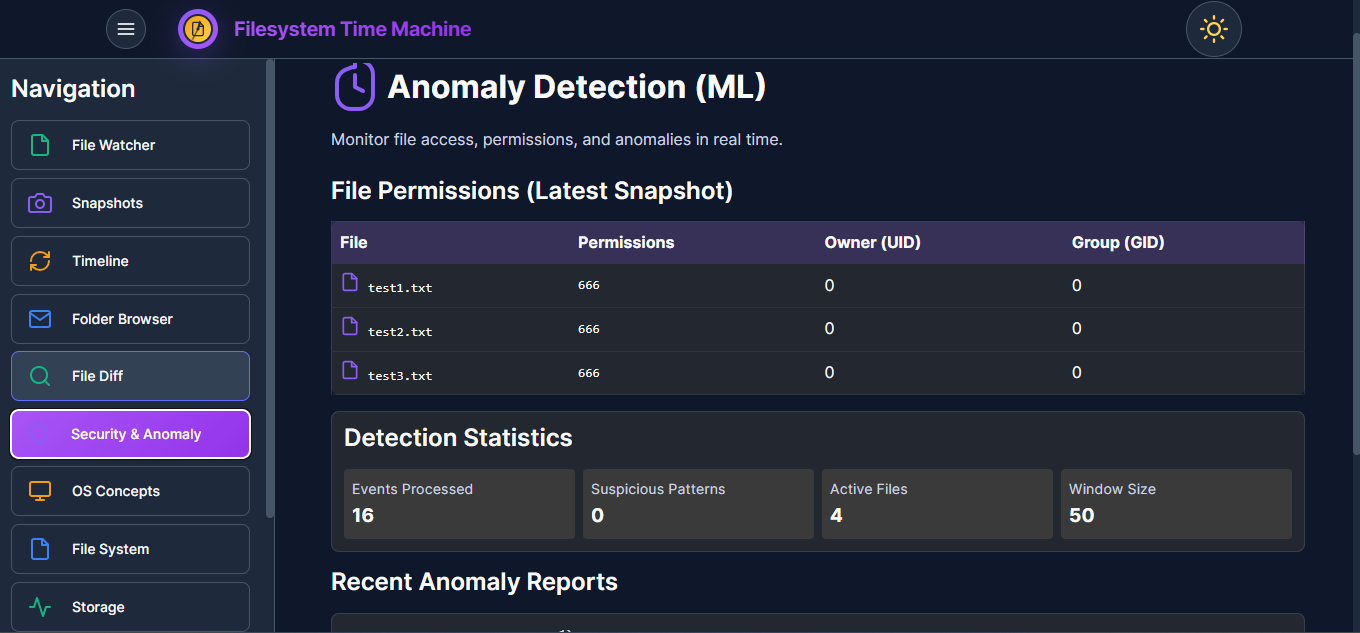 Filesystem Time Machine
Navigation
File Watcher
Snapshots
Timeline
Folder Browser
File Diff
Security & Anomaly
OS Concepts
File System
Storage
Anomaly Detection (ML)
Monitor file access, permissions, and anomalies in real time.
File Permissions (Latest Snapshot)
File Permissions Owner (UID) Group (GID)
test1.txt 666 0 0
test2.txt 666 0 0
test3.txt 666 0 0
Detection Statistics
Events Processed Suspicious Patterns Active Files Window Size
16 0 4 50
Recent Anomaly Reports